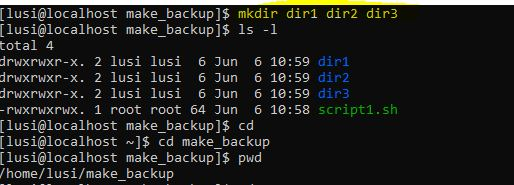 [lusi@localhost make_backup]$ mkdir dir1 dir2 dir3
[lusi@localhost make_backup]$ ls -l
total 4
drwxrwxr-x. 2 lusi lusi  6 Jun  6 10:59 dir1
drwxrwxr-x. 2 lusi lusi  6 Jun  6 10:59 dir2
drwxrwxr-x. 2 lusi lusi  6 Jun  6 10:59 dir3
-rwxrwxrwx. 1 root root 64 Jun  6 10:58 script1.sh
[lusi@localhost make_backup]$ cd
[lusi@localhost ~]$ cd make_backup
[lusi@localhost make_backup]$ pwd
/home/lusi/make_backup